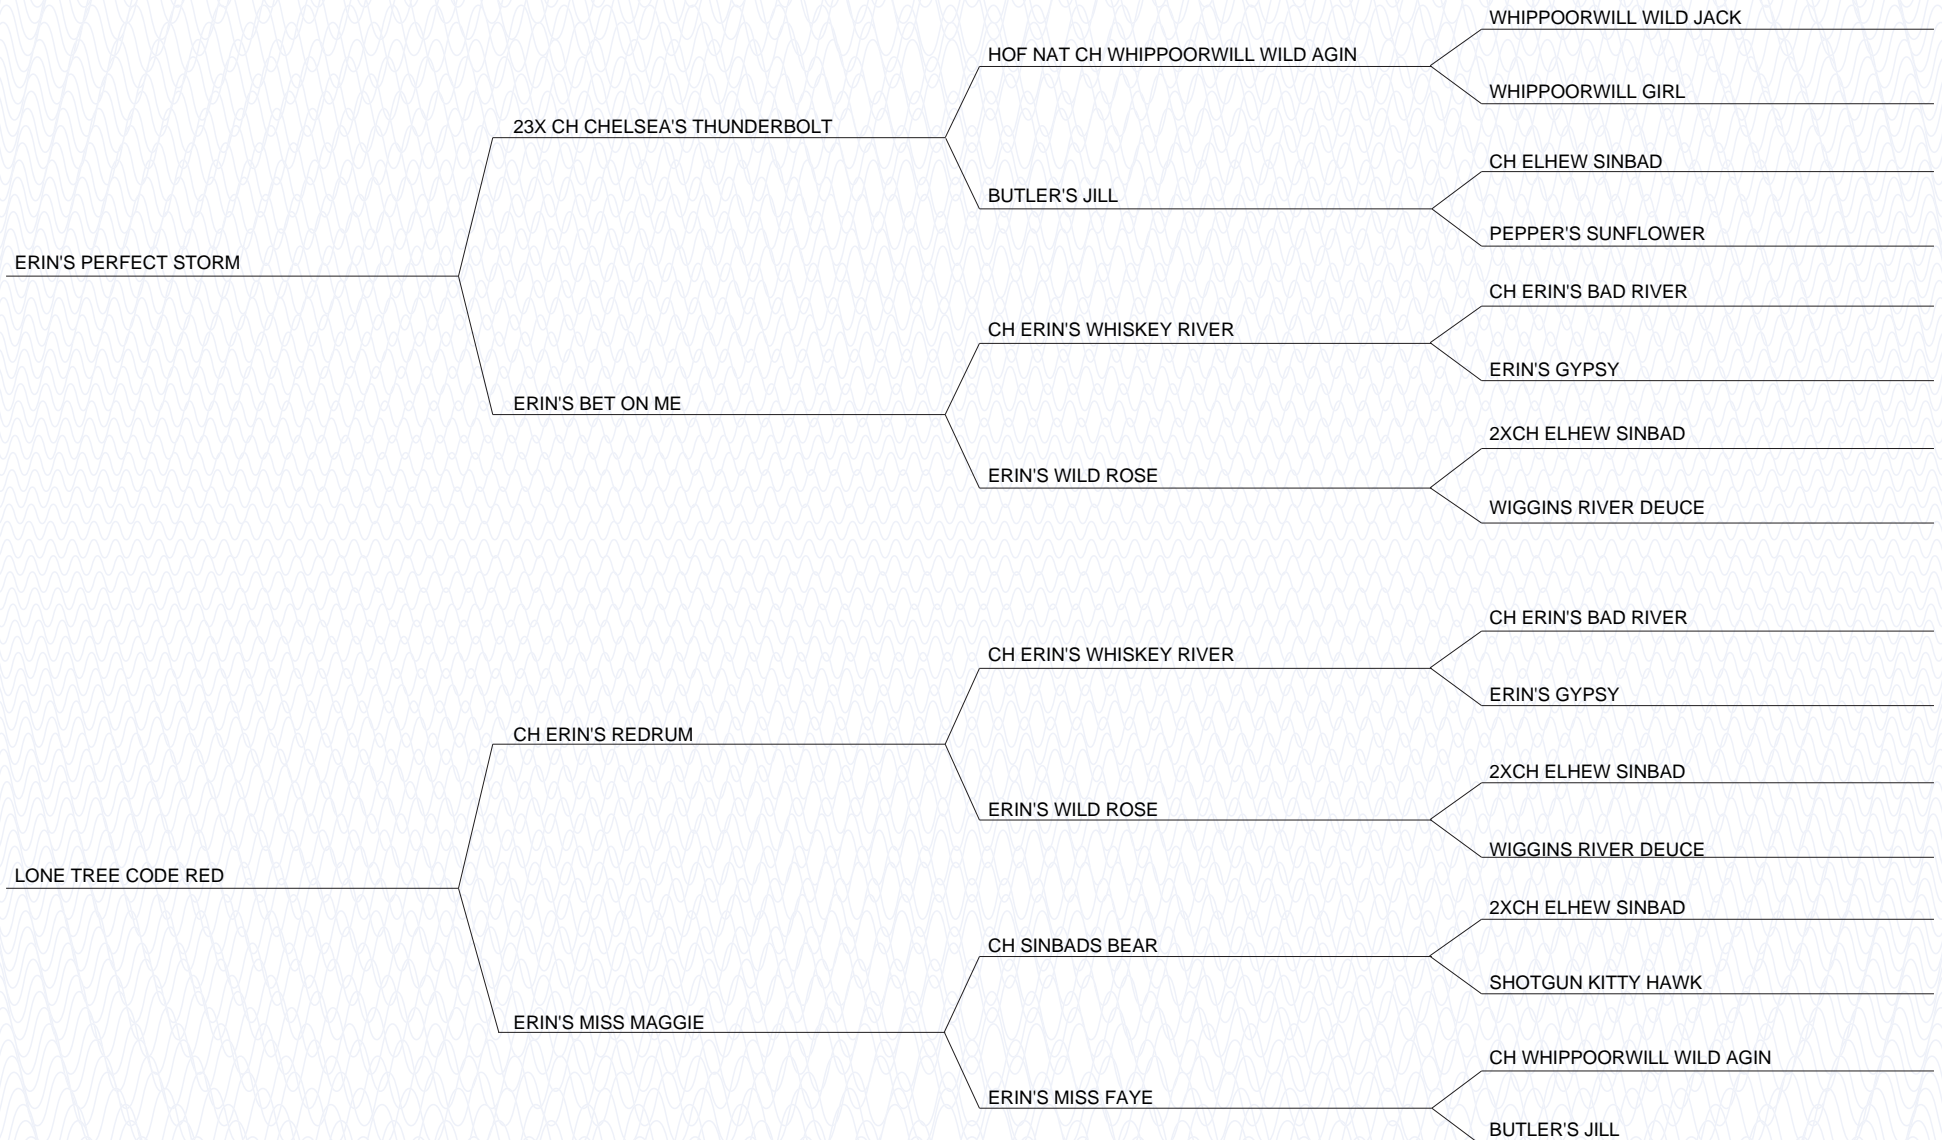 WHIPPOORWILL WILD JACK
HOF NAT CH WHIPPOORWILL WILD AGIN
WHIPPOORWILL GIRL
23X CH CHELSEA'S THUNDERBOLT
CH ELHEW SINBAD
BUTLER'S JILL
PEPPER'S SUNFLOWER
ERIN'S PERFECT STORM
CH ERIN'S BAD RIVER
CH ERIN'S WHISKEY RIVER
ERIN'S GYPSY
ERIN'S BET ON ME
2XCH ELHEW SINBAD
ERIN'S WILD ROSE
WIGGINS RIVER DEUCE
CH ERIN'S BAD RIVER
CH ERIN'S WHISKEY RIVER
ERIN'S GYPSY
CH ERIN'S REDRUM
2XCH ELHEW SINBAD
ERIN'S WILD ROSE
WIGGINS RIVER DEUCE
LONE TREE CODE RED
2XCH ELHEW SINBAD
CH SINBADS BEAR
SHOTGUN KITTY HAWK
ERIN'S MISS MAGGIE
CH WHIPPOORWILL WILD AGIN
ERIN'S MISS FAYE
BUTLER'S JILL